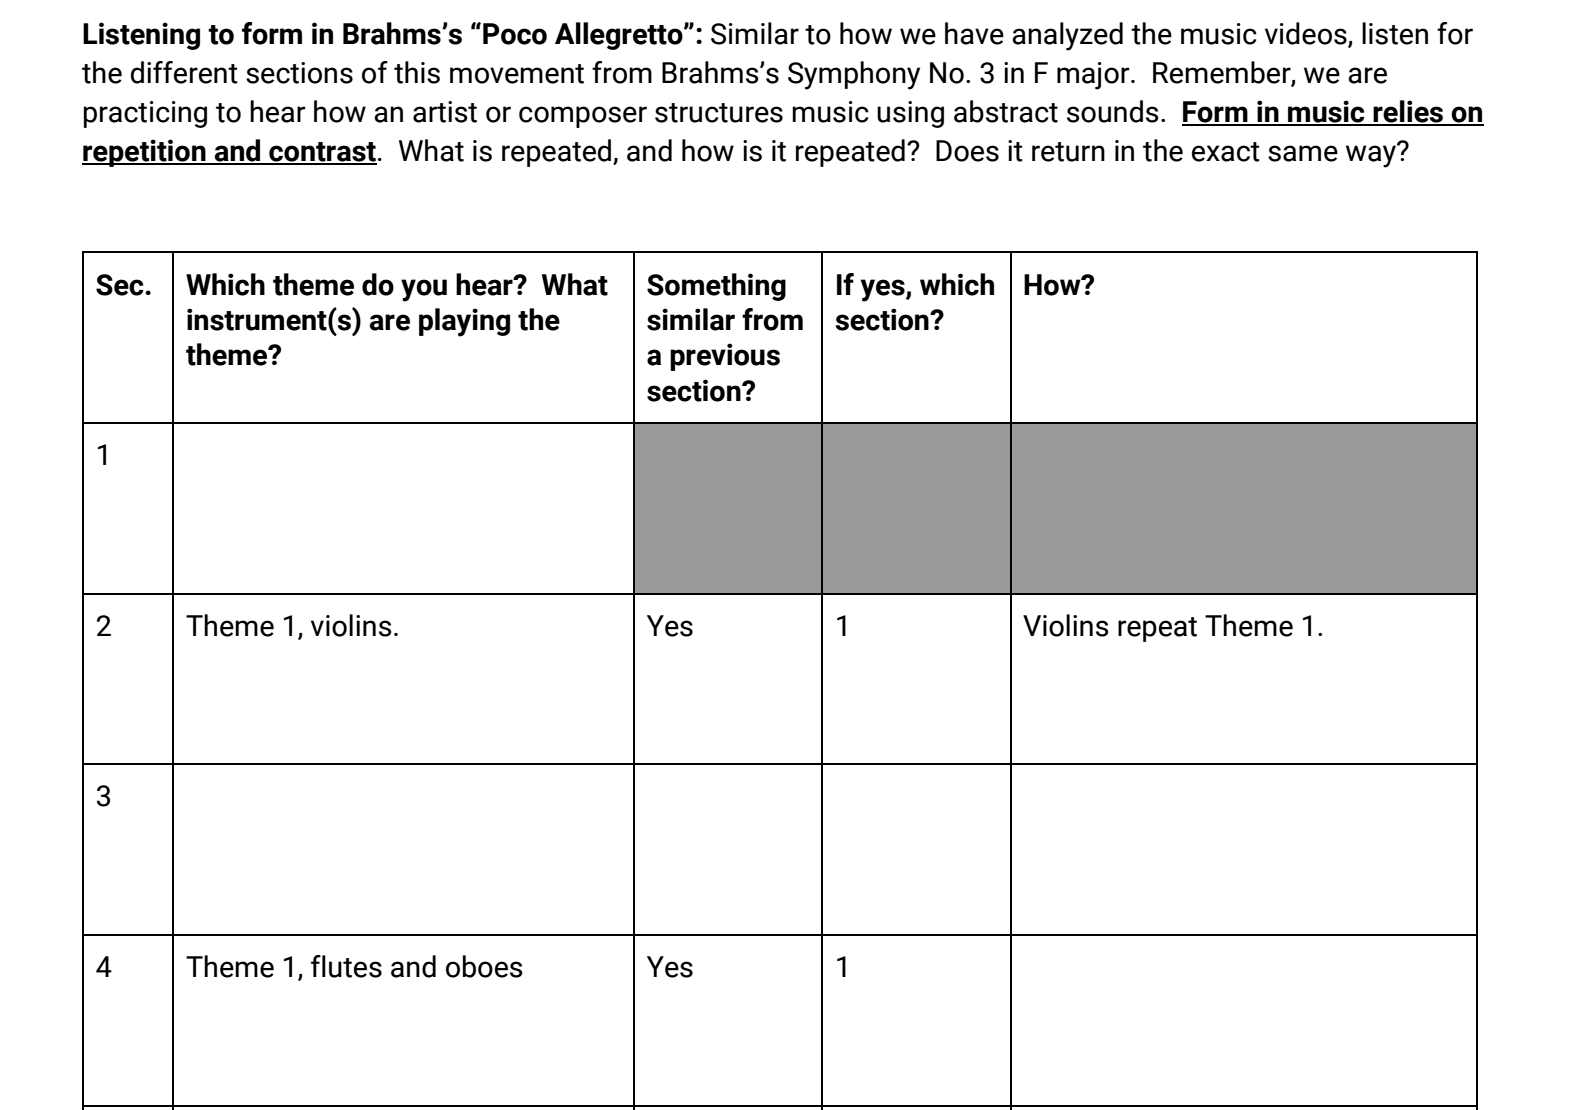 Listening to form in Brahms’s “Poco Allegretto”: Similar to how we have analyzed the music videos, listen for
the different sections of this movement from Brahms’s Symphony No. 3 in F major.  Remember, we are
practicing to hear how an artist or composer structures music using abstract sounds.  Form in music relies on
repetition and contrast.  What is repeated, and how is it repeated?  Does it return in the exact same way?
Sec.
Which theme do you hear?  What
instrument(s) are playing the
theme?
Something
similar from
a previous
section?
If yes, which
section?
How?
1
2
Theme 1, violins.
Yes
1
Violins repeat Theme 1.
3
4
Theme 1, flutes and oboes
Yes
1